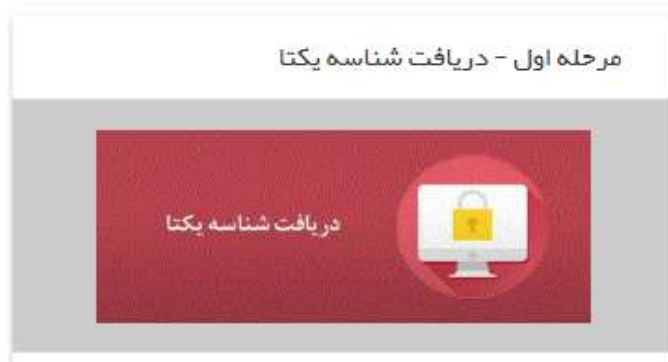 مرحله اول - دریافت شناسه یکتا
دریافت شناسه یکتا